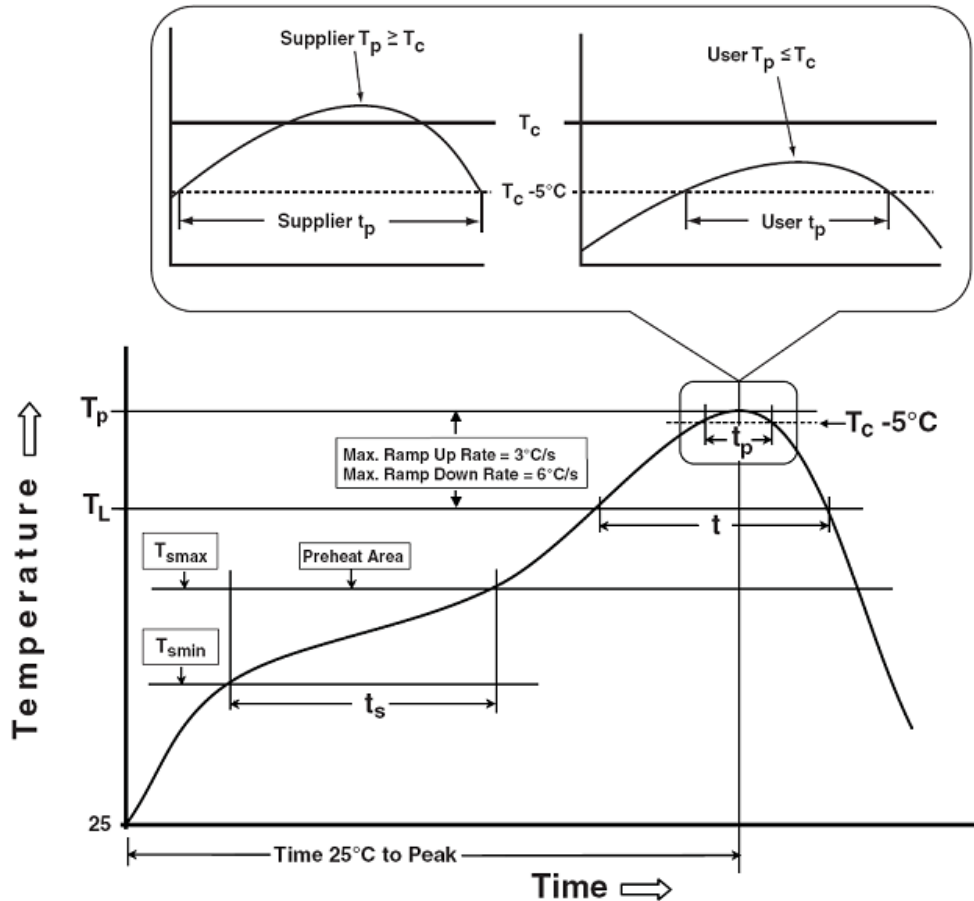 Supplier Tp ≧ Tc
User Tp ≤ Tc
Tc
Tc -5°C
Supplier tp
User tp
Tp
Tc -5°C
tp
Max. Ramp Up Rate = 3°C/s
Max. Ramp Down Rate = 6°C/s
TL
t
Tsmax
Preheat Area
Tsmin
ts
Temperature
25
Time 25°C to Peak
Time